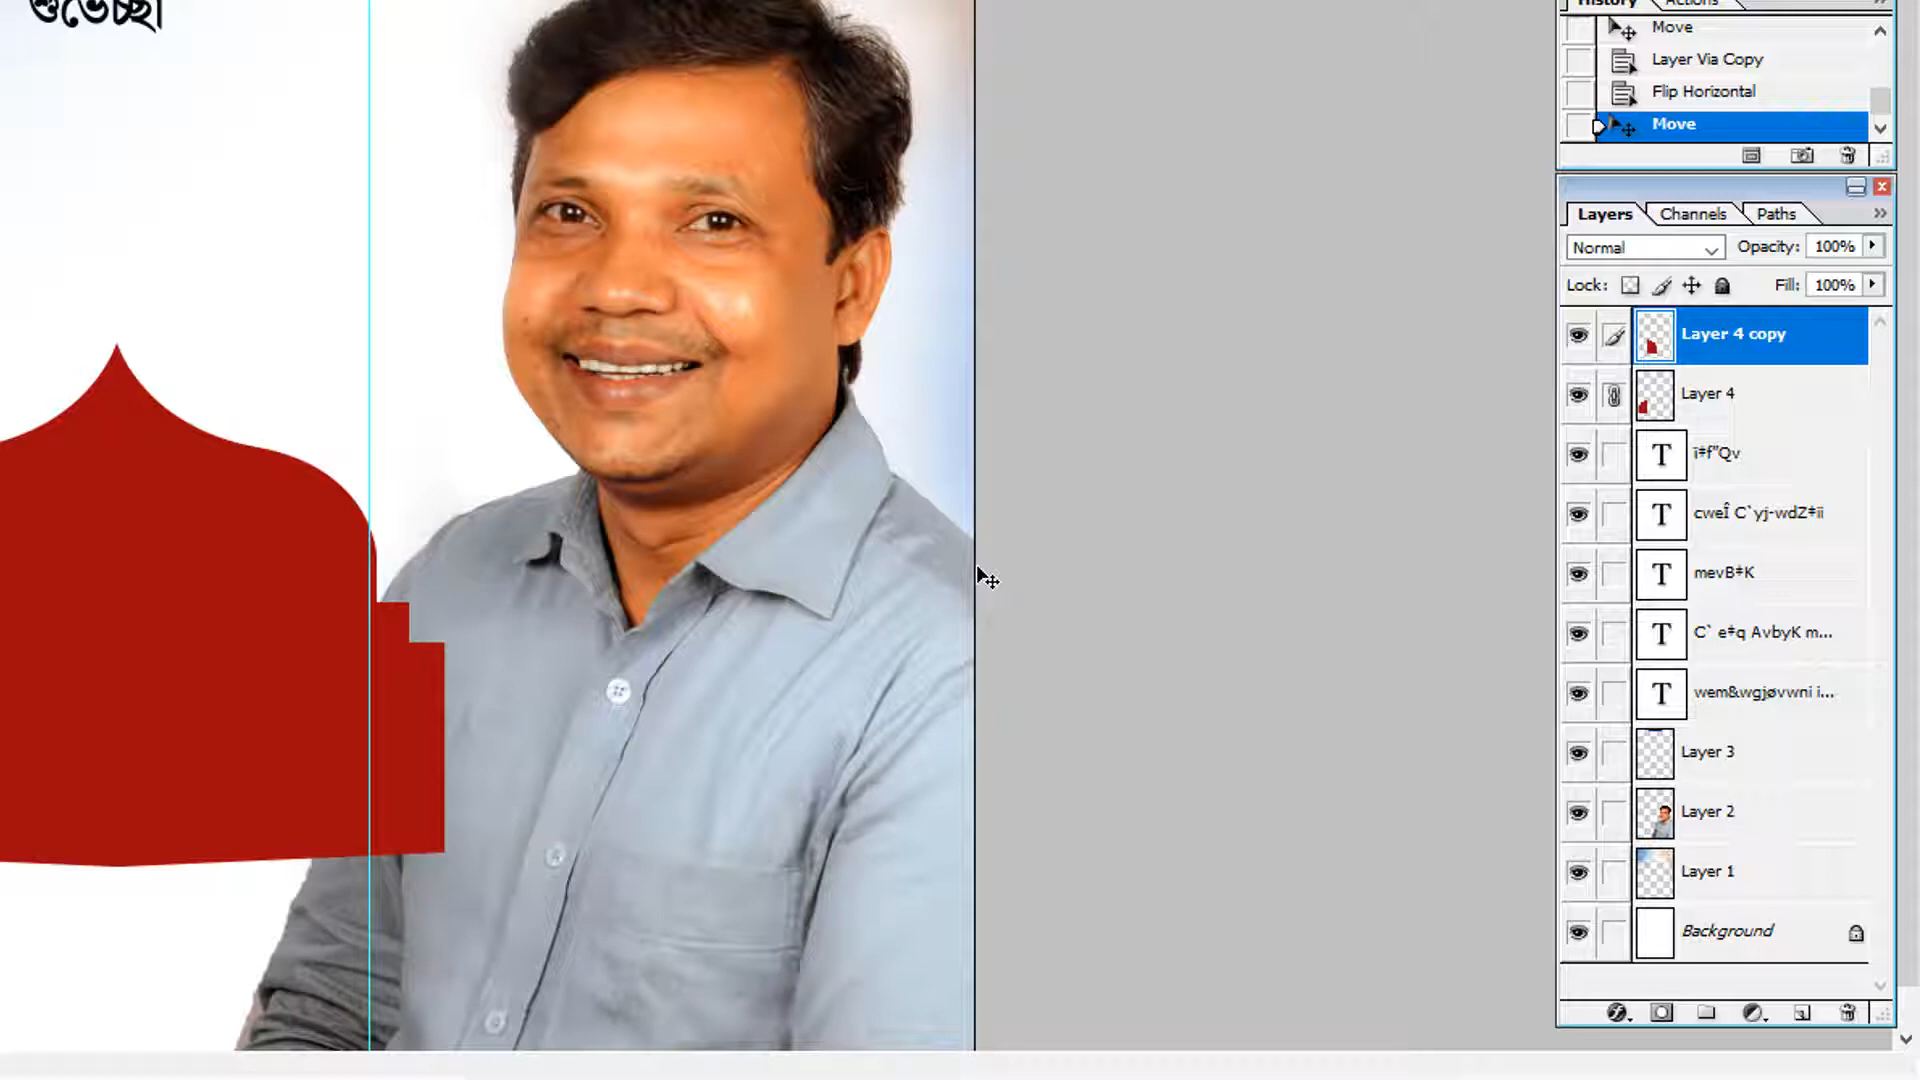 শুভেচ্ছা
History
Actions
Move
Layer Via Copy
Flip Horizontal
Move
Layers
Channels
Paths
Normal
Opacity: 100%
Lock:
Fill: 100%
Layer 4 copy
Layer 4
T i‡f”Qv
T cweÎ C`yj-wdZ‡ii
T mevB‡K
T C` e‡q AvbyK m...
T wem&wgjøvwni i...
Layer 3
Layer 2
Layer 1
Background